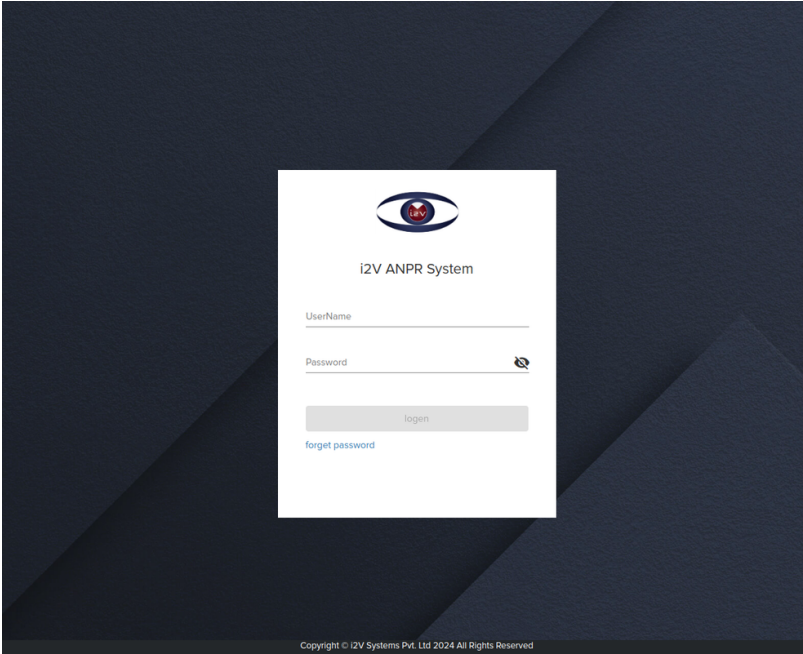 i2V
i2V ANPR System
UserName
Password
logen
forget password
Copyright © i2V Systems Pvt. Ltd 2024 All Rights Reserved